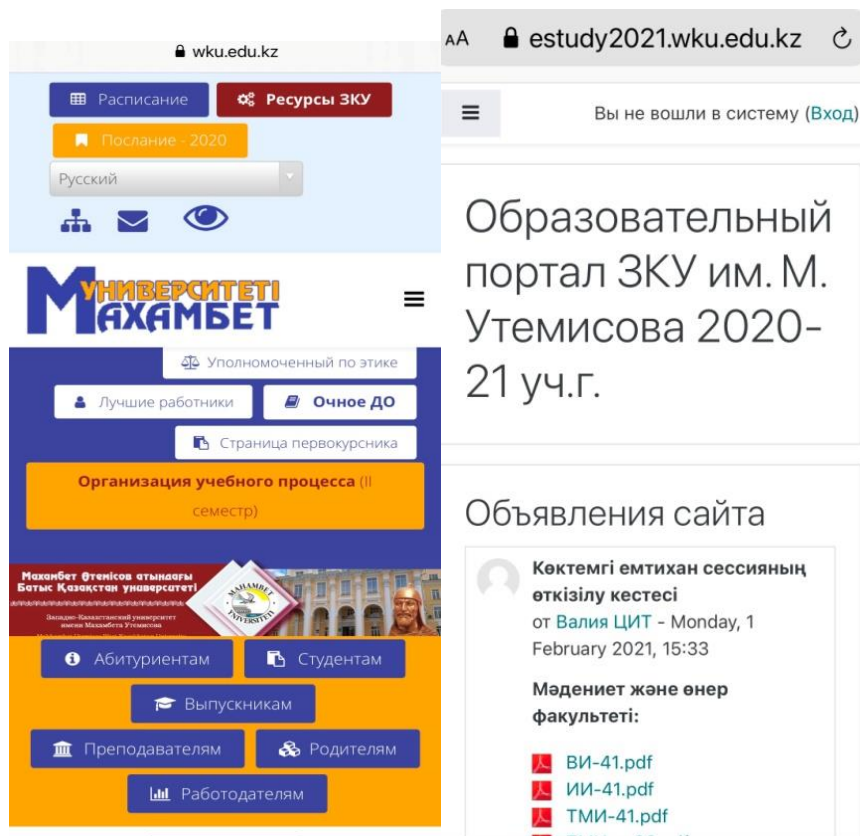 wku.edu.kz
Расписание
Ресурсы ЗКУ
Послание - 2020
Русский
УНИВЕРСИТЕТІ
МАХАМБЕТ
Уполномоченный по этике
Лучшие работники
Очное ДО
Страница первокурсника
Организация учебного процесса (II
семестр)
Махамбет Өтемісов атындағы
Батыс Қазақстан университеті
Западно-Казахстанский университет
имени Махамбета Утемисова
Абитуриентам
Студентам
Выпускникам
Преподавателям
Родителям
Работодателям
AA
estudy2021.wku.edu.kz
Вы не вошли в систему (Вход)
Образовательный
портал ЗКУ им. М.
Утемисова 2020-
21 уч.г.
Объявления сайта
Көктемгі емтихан сессияның
өткізілу кестесі
от Валия ЦИТ - Monday, 1
February 2021, 15:33
Мәдениет және өнер
факультеті:
ВИ-41.pdf
ИИ-41.pdf
ТМИ-41.pdf